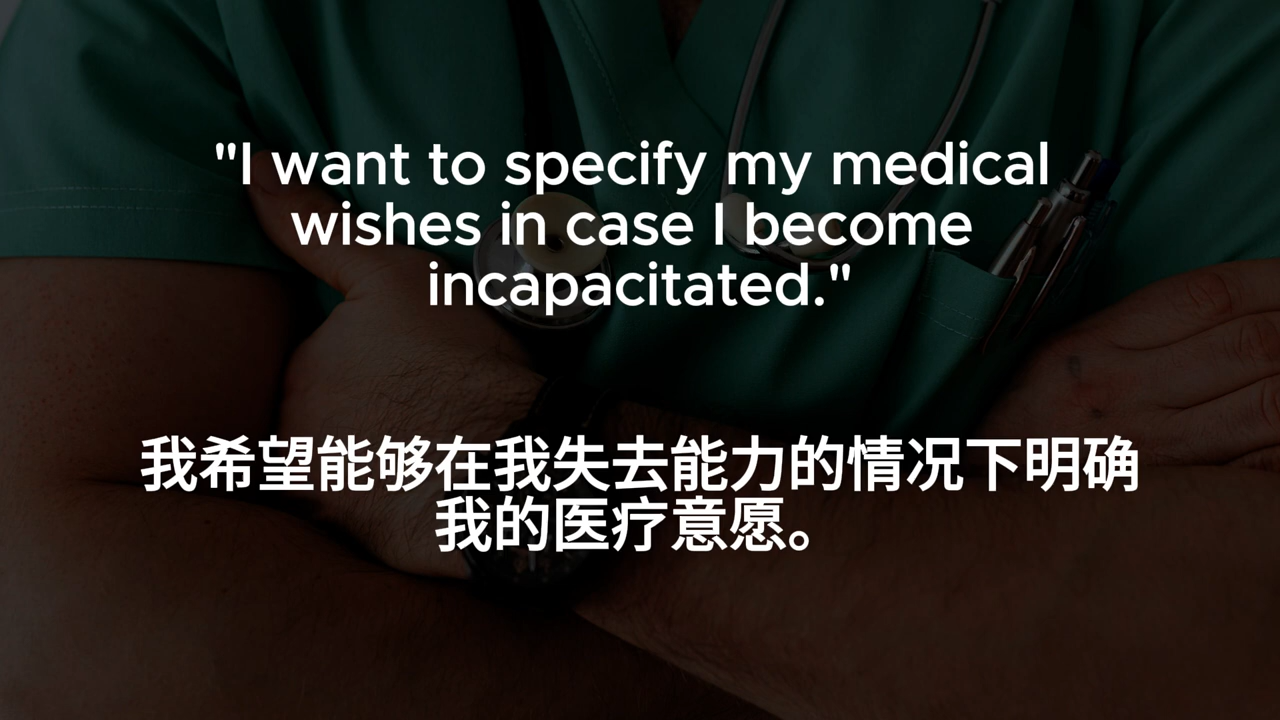 "I want to specify my medical
wishes in case I become
incapacitated."
我希望能够在我失去能力的情况下明确
我的医疗意愿。